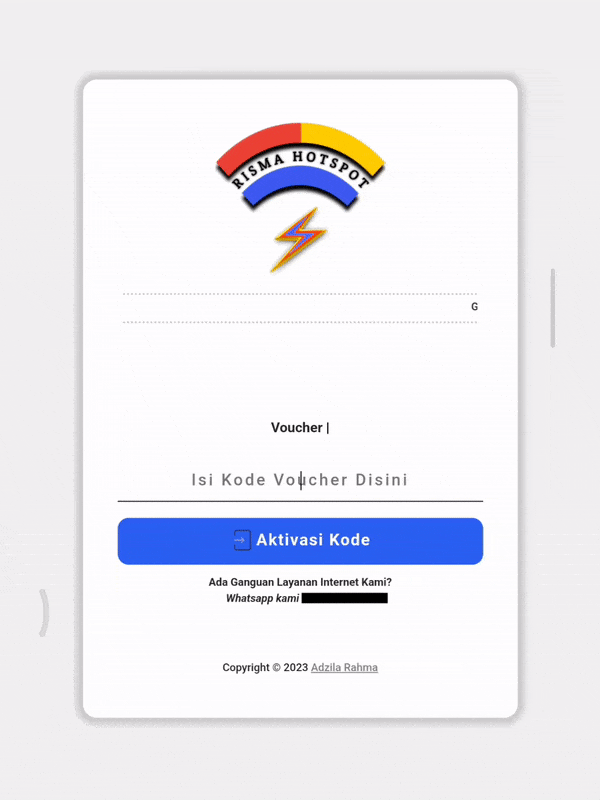 RISMA HOTSPOT
G
Voucher |
Isi Kode Voucher Disini
Aktivasi Kode
Ada Ganguan Layanan Internet Kami?
Whatsapp kami
Copyright © 2023 Adzila Rahma